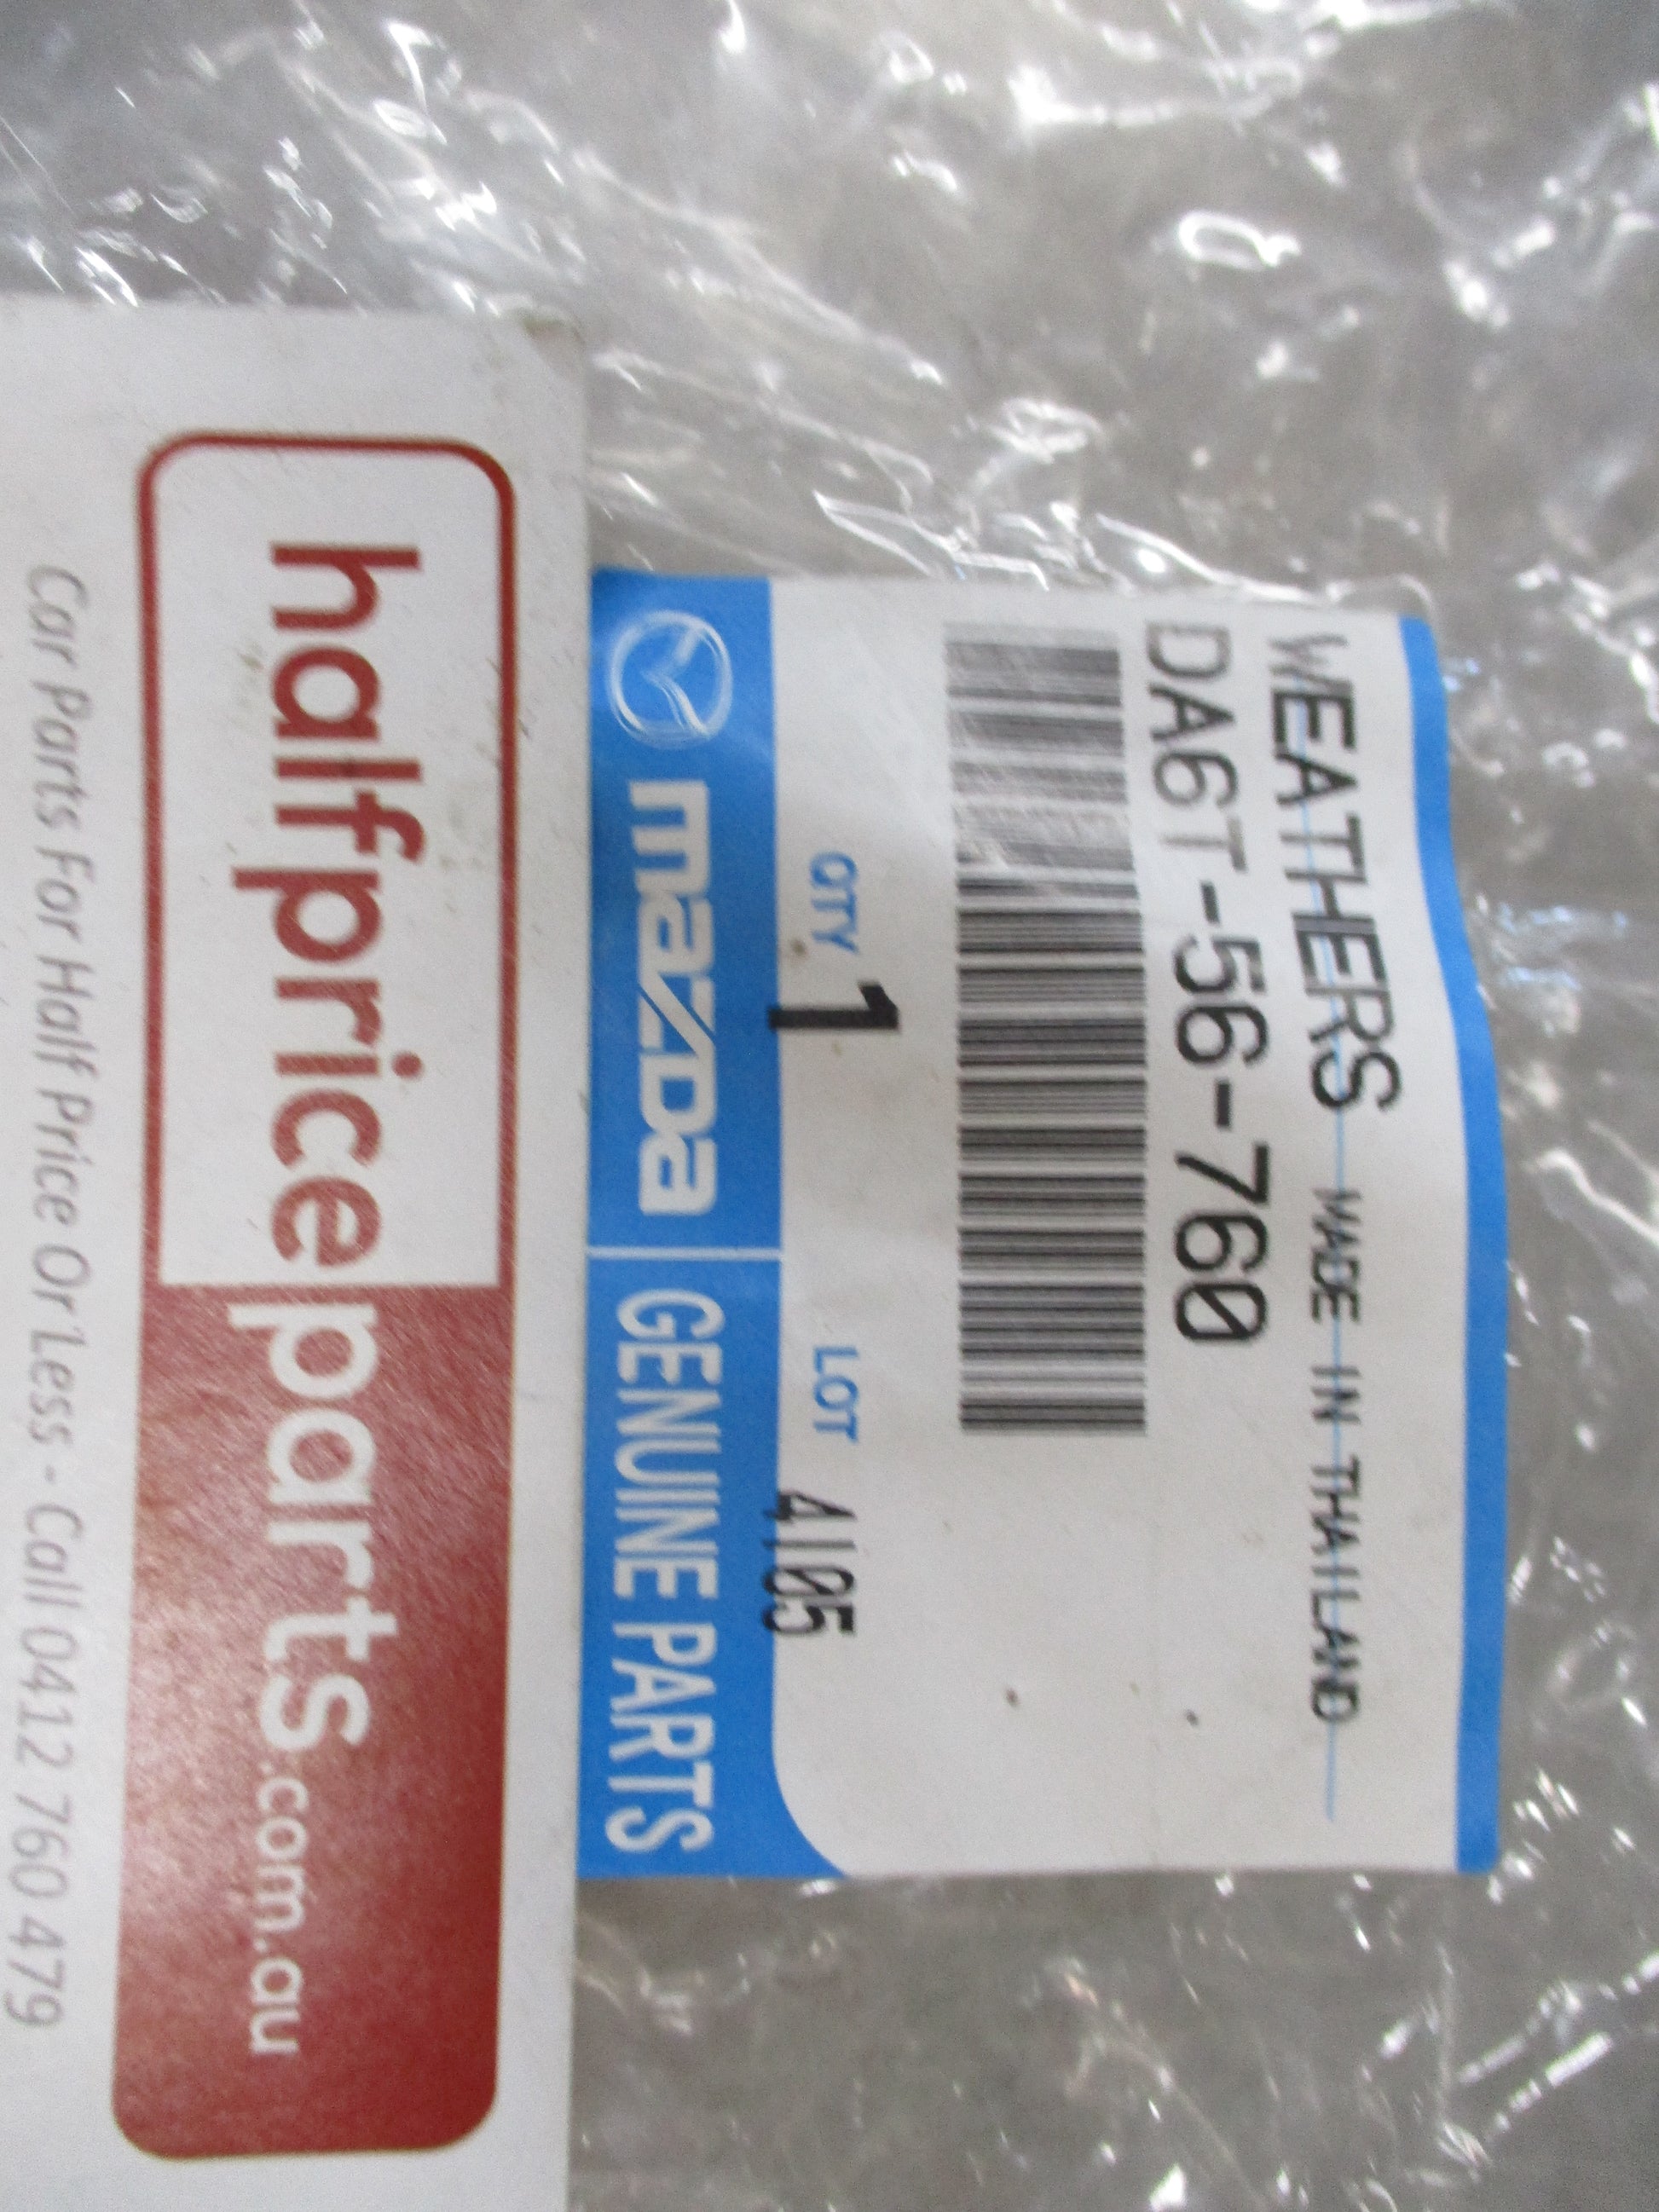 WEATHERS MADE IN THAILAND
DA6T-56-760
QTY 1 LOT 4105
mazda GENUINE PARTS
halfpriceparts.com.au
Car Parts For Half Price Or Less - Call 0412 760 479